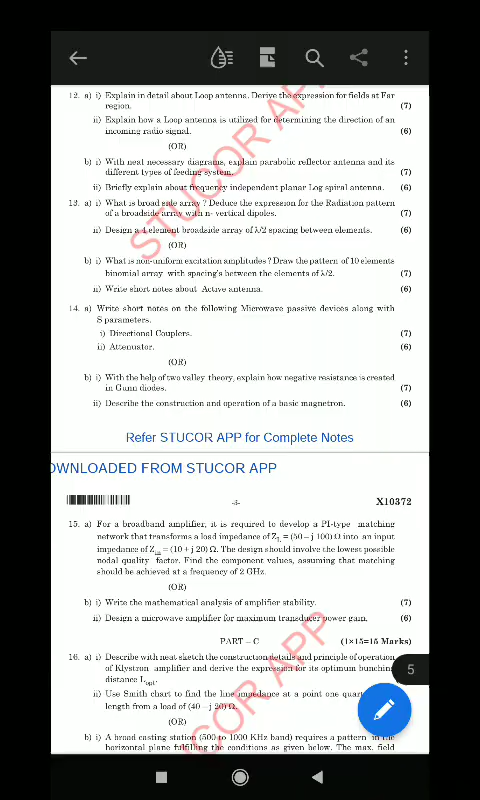 12. a) i) Explain in detail about Loop antenna. Derive the expression for fields at Far
region. (7)
ii) Explain how a Loop antenna is utilized for determining the direction of an
incoming radio signal. (6)
(OR)
b) i) With neat necessary diagrams, explain parabolic reflector antenna and its
different types of feeding system. (7)
ii) Briefly explain about frequency independent planar Log spiral antenna. (6)
13. a) i) What is broad side array ? Deduce the expression for the Radiation pattern
of a broadside array with n- vertical dipoles. (7)
ii) Design a 4 element broadside array of λ/2 spacing between elements. (6)
(OR)
b) i) What is non-uniform excitation amplitudes ? Draw the pattern of 10 elements
binomial array with spacing's between the elements of λ/2. (7)
ii) Write short notes about Active antenna. (6)
14. a) Write short notes on the following Microwave passive devices along with
S parameters.
i) Directional Couplers. (7)
ii) Attenuator. (6)
(OR)
b) i) With the help of two valley theory, explain how negative resistance is created
in Gunn diodes. (7)
ii) Describe the construction and operation of a basic magnetron. (6)
STUCOR APP
Refer STUCOR APP for Complete Notes
OWNLOADED FROM STUCOR APP
-3- X10372
15. a) For a broadband amplifier, it is required to develop a PI-type matching
network that transforms a load impedance of ZL = (50 – j 100) Ω into an input
impedance of Zin = (10 + j 20) Ω. The design should involve the lowest possible
nodal quality factor. Find the component values, assuming that matching
should be achieved at a frequency of 2 GHz.
(OR)
b) i) Write the mathematical analysis of amplifier stability. (7)
ii) Design a microwave amplifier for maximum transducer power gain. (6)
PART – C (1×15=15 Marks)
16. a) i) Describe with neat sketch the construction details and principle of operation
of Klystron amplifier and derive the expression for its optimum bunching
distance Lopt.
5
ii) Use Smith chart to find the line impedance at a point one
length from a load of (40 – j 20) Ω.
(OR)
b) i) A broad casting station (500 to 1000 KHz band) requires a pattern in the
horizontal plane fulfilling the conditions as given below. The max. field
COR APP